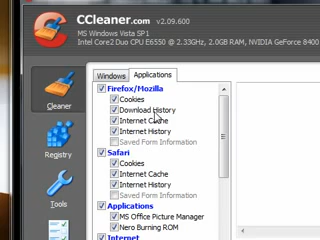 CCleaner.com v2.09.600
MS Windows Vista SP1
Intel Core2 Duo CPU E6550 @ 2.33GHz, 2.0GB RAM, NVIDIA GeForce 8400
Windows
Applications
Cleaner
Registry
Tools
Firefox/Mozilla
Cookies
Download History
Internet Cache
Internet History
Saved Form Information
Safari
Cookies
Internet Cache
Internet History
Saved Form Information
Applications
MS Office Picture Manager
Nero Burning ROM
Internet